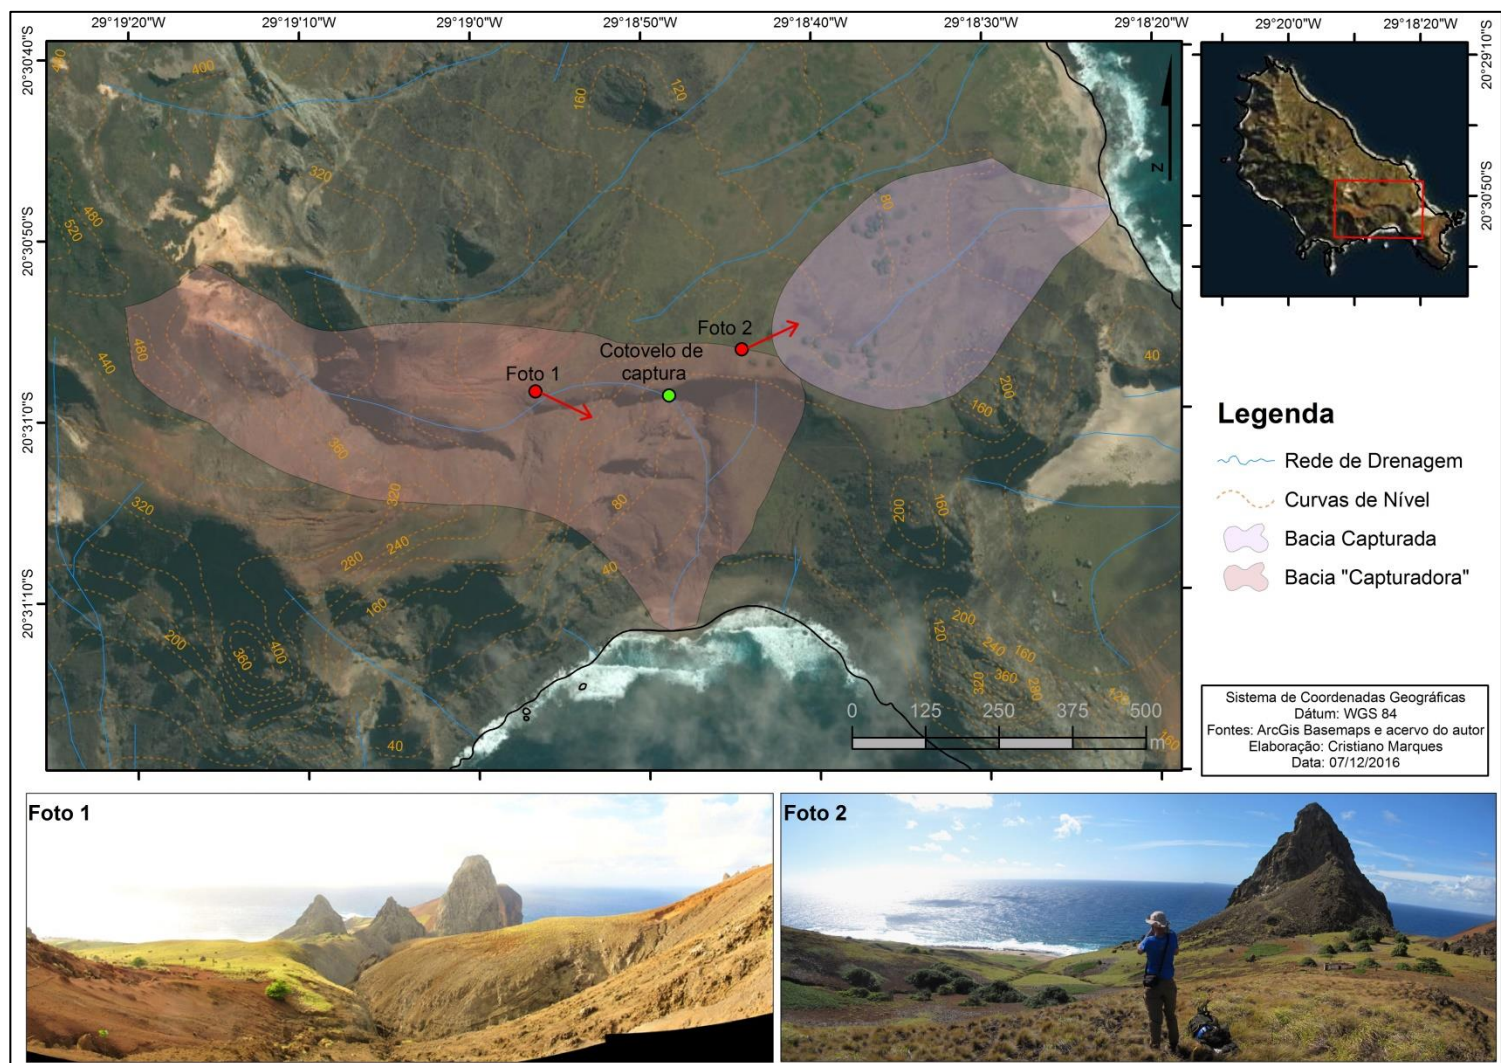 29°19'20"W
29°19'10"W
29°19'0"W
29°18'50"W
29°18'40"W
29°18'30"W
29°18'20"W
29°20'0"W
29°18'20"W
20°30'40"S
20°30'50"S
20°31'0"S
20°31'10"S
20°29'10"S
20°30'50"S
480
400
160
120
320
480
520
80
480
440
40
200
160
360
320
320
280
240
80
200
160
40
160
200
360
400
40
200
120
240
160
320
360
280
120
160
N
Foto 1
Foto 2
Cotovelo de
captura
0 125 250 375 500
m
Legenda
Rede de Drenagem
Curvas de Nível
Bacia Capturada
Bacia "Capturadora"
Sistema de Coordenadas Geográficas
Dátum: WGS 84
Fontes: ArcGis Basemaps e acervo do autor
Elaboração: Cristiano Marques
Data: 07/12/2016
Foto 1
Foto 2